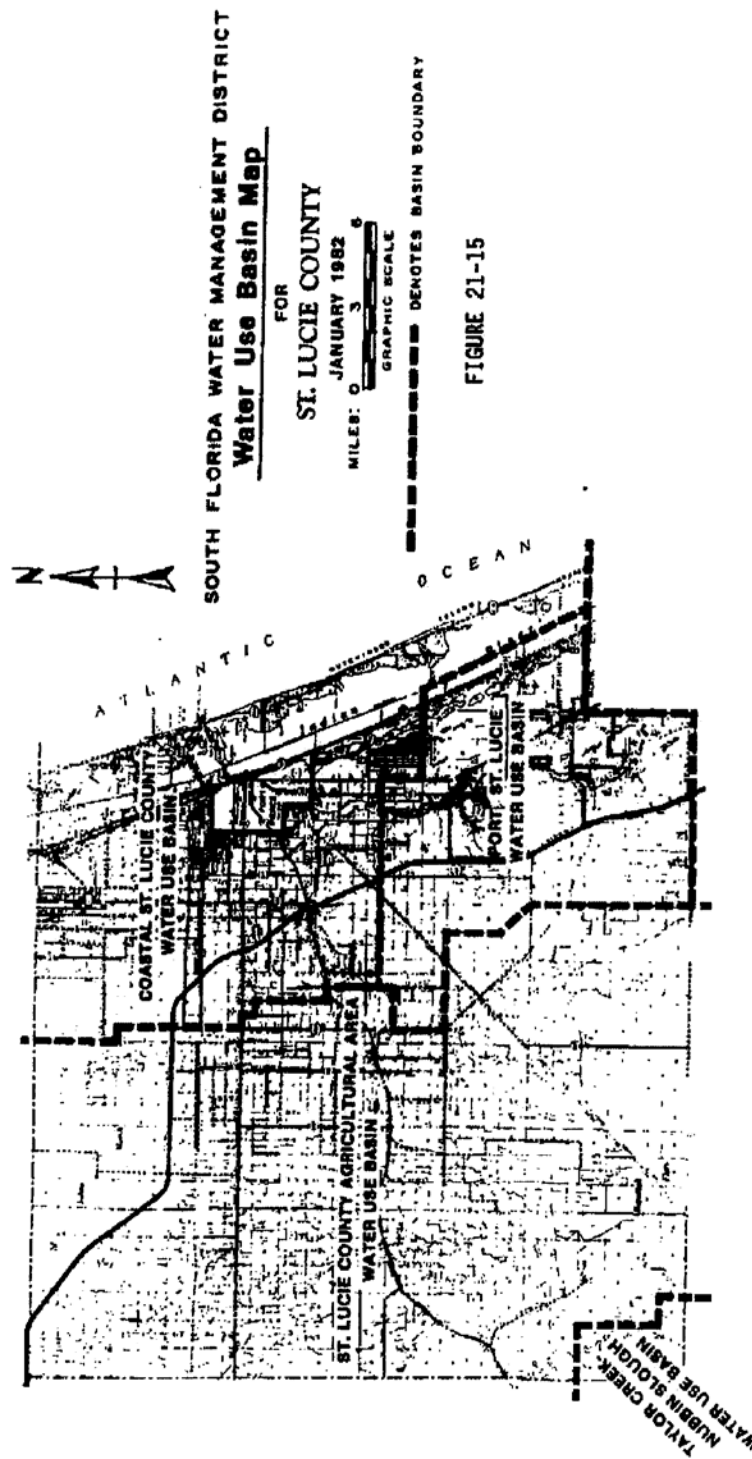 SOUTH FLORIDA WATER MANAGEMENT DISTRICT
Water Use Basin Map
FOR
ST. LUCIE COUNTY
JANUARY 1982
MILES: 0 3 6
GRAPHIC SCALE
DENOTES BASIN BOUNDARY
FIGURE 21-15
N
ATLANTIC OCEAN
Indian
COASTAL ST. LUCIE COUNTY
WATER USE BASIN
PORT ST. LUCIE
WATER USE BASIN
ST. LUCIE COUNTY AGRICULTURAL AREA
WATER USE BASIN
TAYLOR CREEK-
NUBBIN SLOUGH
WATER USE BASIN